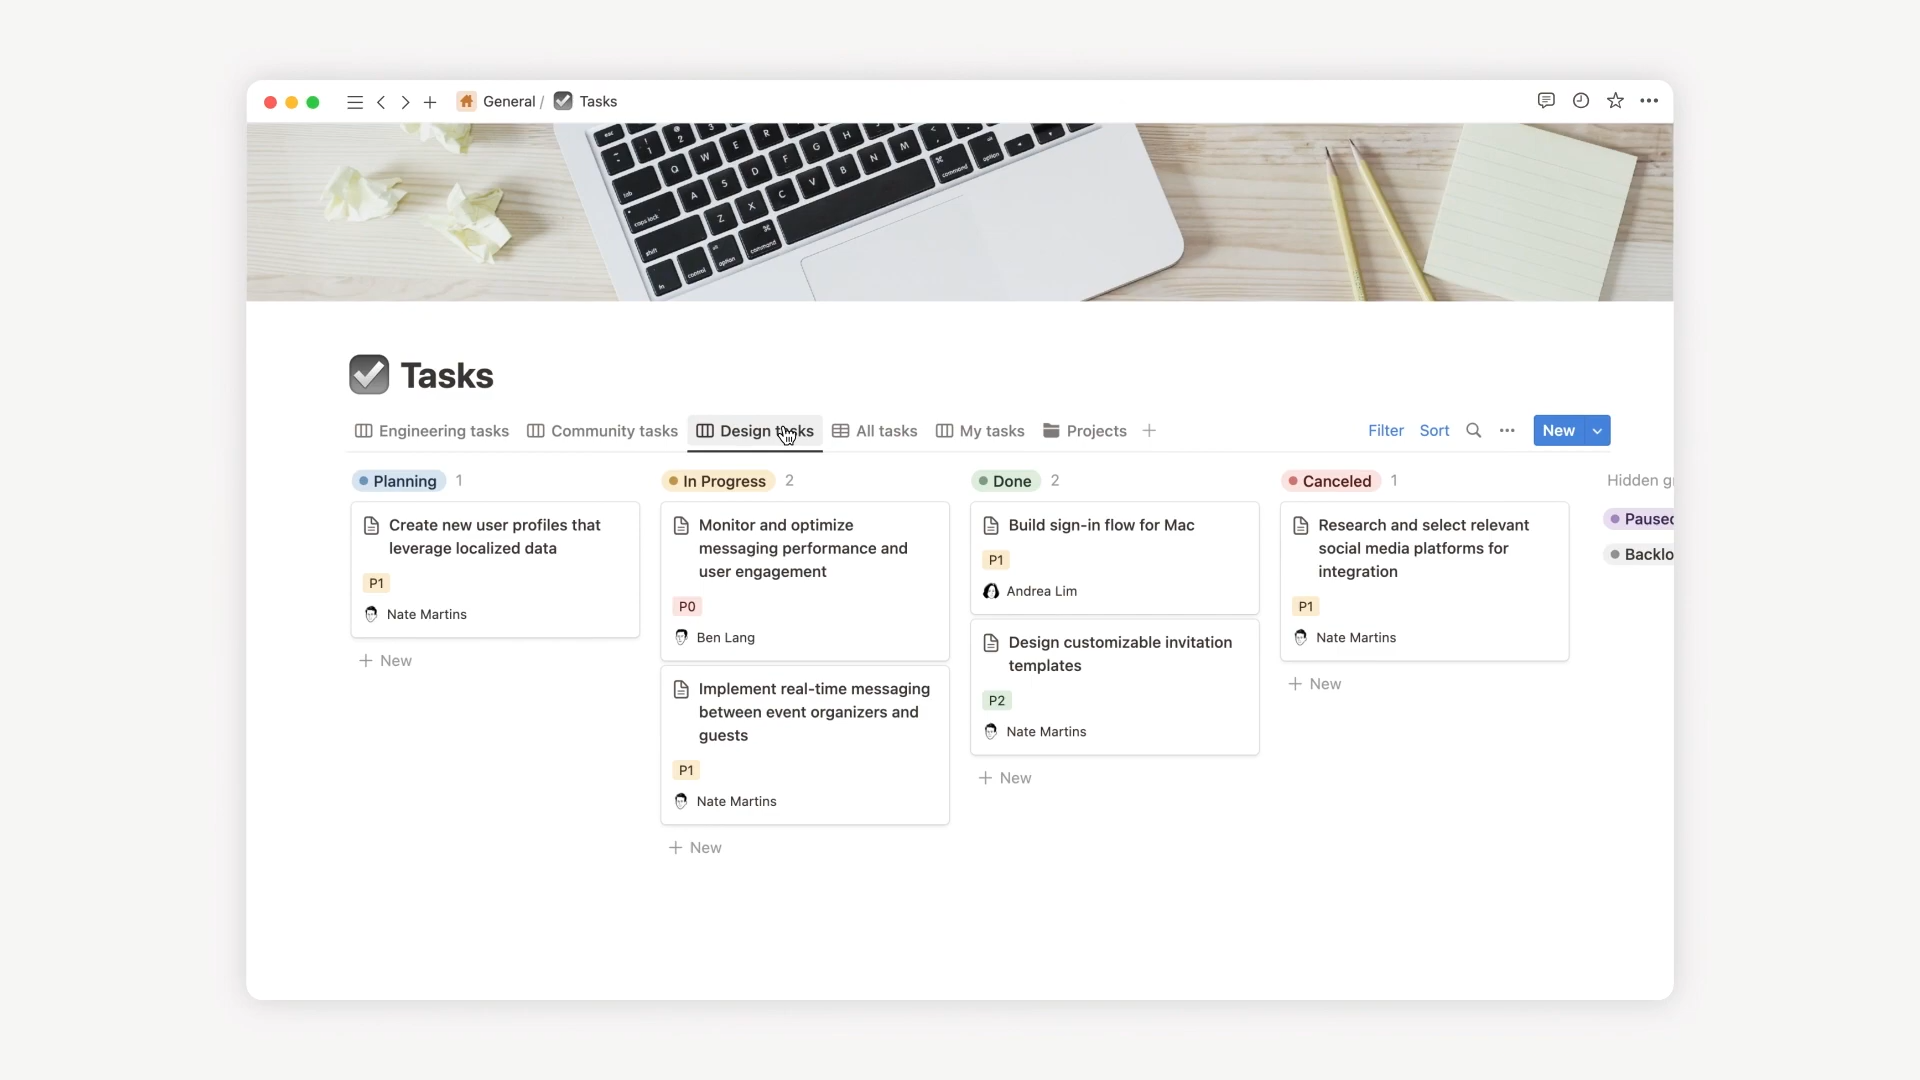 General / Tasks
Tasks
Engineering tasks Community tasks Design tasks All tasks My tasks Projects
Filter Sort New
Planning 1
Create new user profiles that
leverage localized data
P1
Nate Martins
New
In Progress 2
Monitor and optimize
messaging performance and
user engagement
P0
Ben Lang
Implement real-time messaging
between event organizers and
guests
P1
Nate Martins
New
Done 2
Build sign-in flow for Mac
P1
Andrea Lim
Design customizable invitation
templates
P2
Nate Martins
New
Canceled 1
Research and select relevant
social media platforms for
integration
P1
Nate Martins
New
Hidden